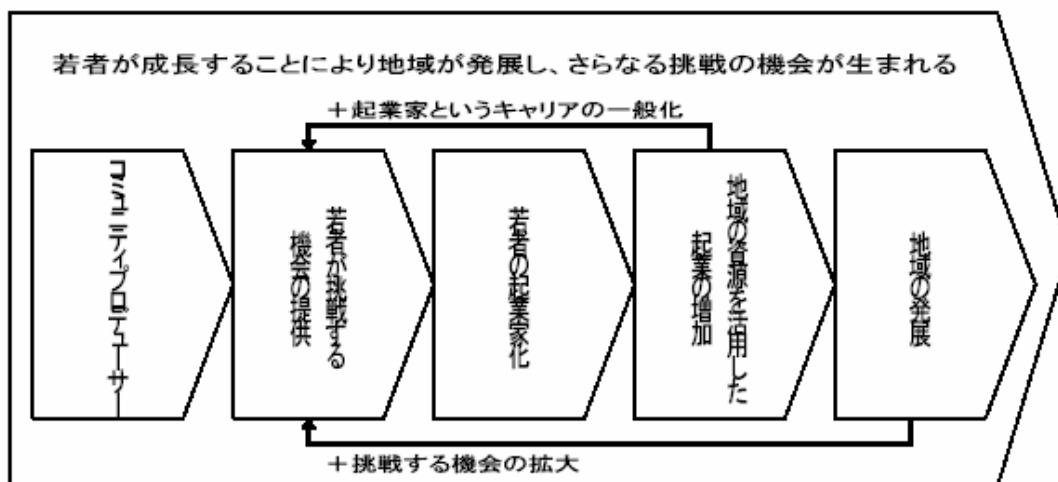 若者が成長することにより地域が発展し、さらなる挑戦の機会が生まれる
＋起業家というキャリアの一般化
コミュニティプロデューサー
若者が挑戦する
機会の提供
若者の起業家化
地域の資源を活用した
起業の増加
地域の発展
＋挑戦する機会の拡大